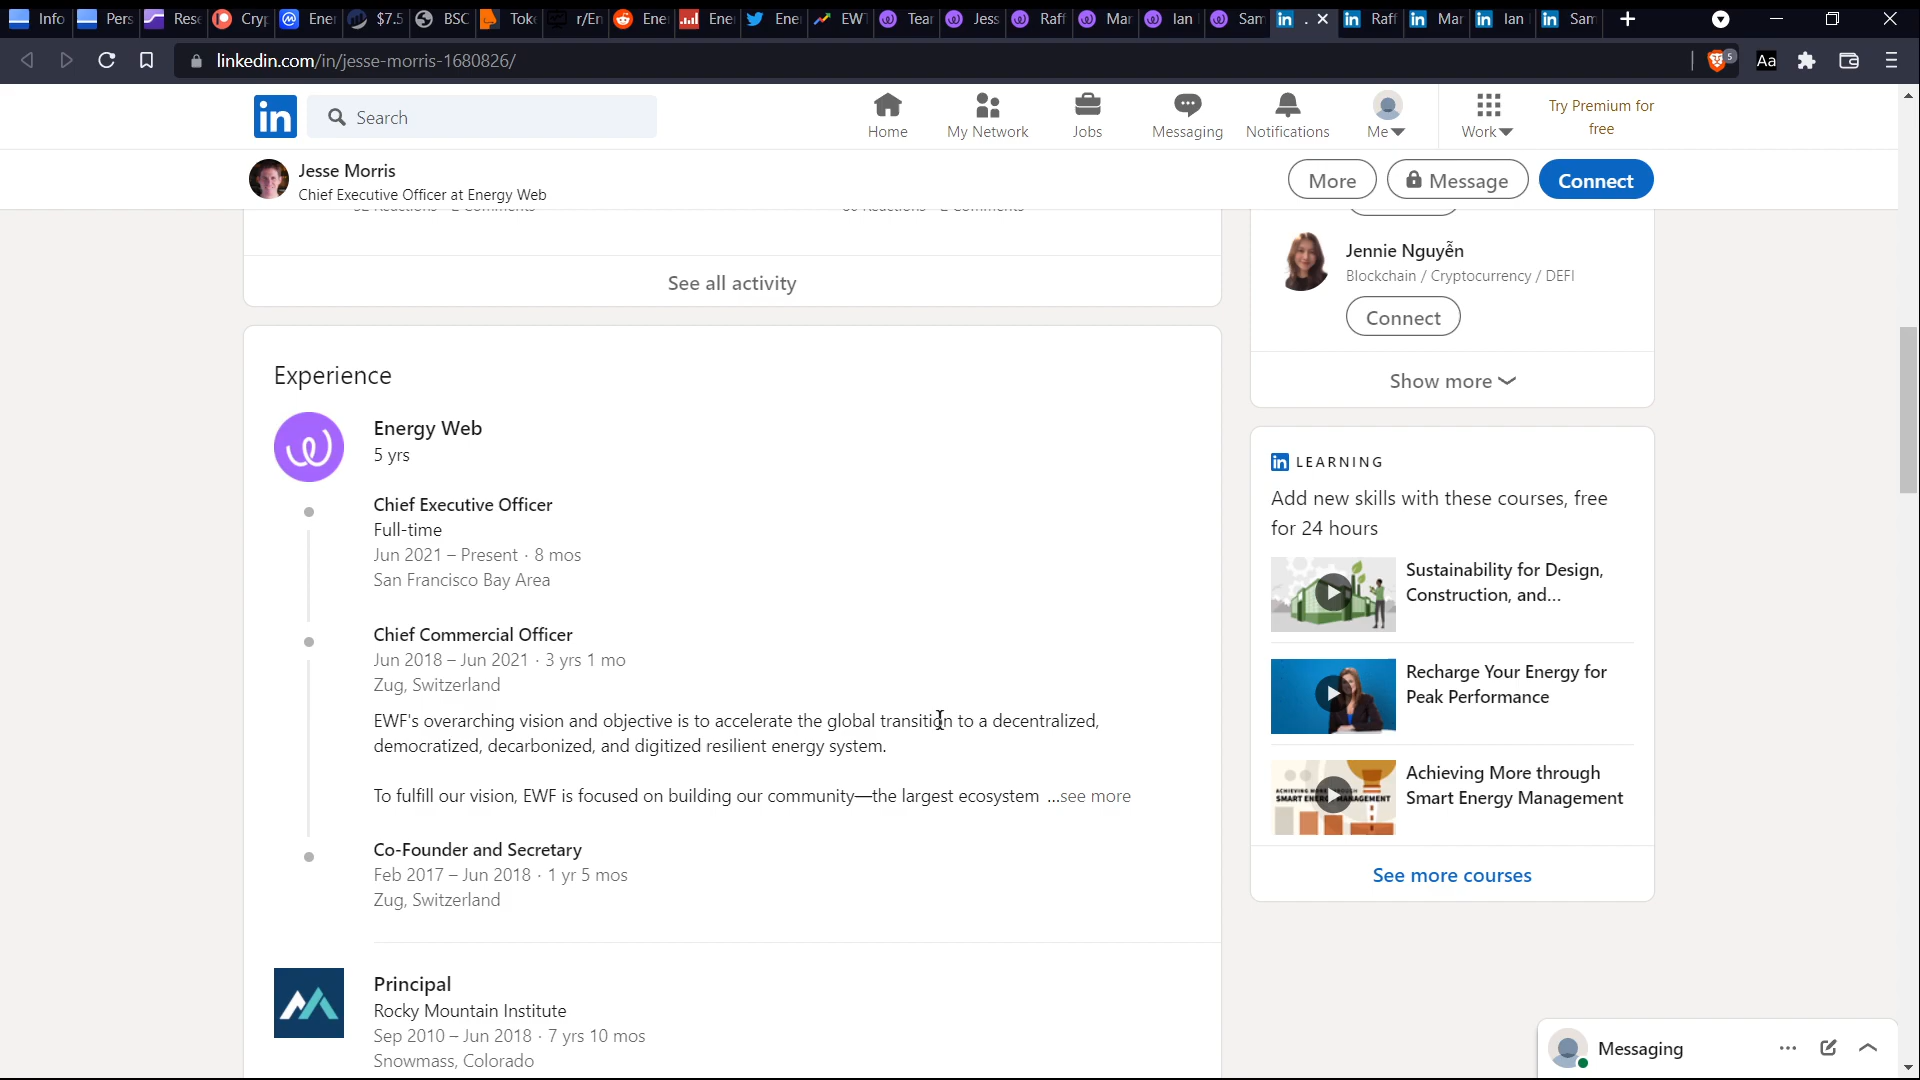 Info
Pers
Rese
Cryp
Ener
$7.5
BSC
Toke
r/En
Ene
Ene
Ene
EWT
Tear
Jess
Raff
Mar
Ian
Sam
Raff
Mar
Ian
Sam
linkedin.com/in/jesse-morris-1680826/
5
Aa
in
Search
Home
My Network
Jobs
Messaging
Notifications
Me
Work
Try Premium for
free
Jesse Morris
Chief Executive Officer at Energy Web
More
Message
Connect
See all activity
Experience
Energy Web
5 yrs
Chief Executive Officer
Full-time
Jun 2021 – Present · 8 mos
San Francisco Bay Area
Chief Commercial Officer
Jun 2018 – Jun 2021 · 3 yrs 1 mo
Zug, Switzerland
EWF's overarching vision and objective is to accelerate the global transition to a decentralized,
democratized, decarbonized, and digitized resilient energy system.
To fulfill our vision, EWF is focused on building our community—the largest ecosystem ...see more
Co-Founder and Secretary
Feb 2017 – Jun 2018 · 1 yr 5 mos
Zug, Switzerland
Principal
Rocky Mountain Institute
Sep 2010 – Jun 2018 · 7 yrs 10 mos
Snowmass, Colorado
Jennie Nguyễn
Blockchain / Cryptocurrency / DEFI
Connect
Show more
in LEARNING
Add new skills with these courses, free
for 24 hours
Sustainability for Design,
Construction, and...
Recharge Your Energy for
Peak Performance
Achieving More through
Smart Energy Management
See more courses
Messaging